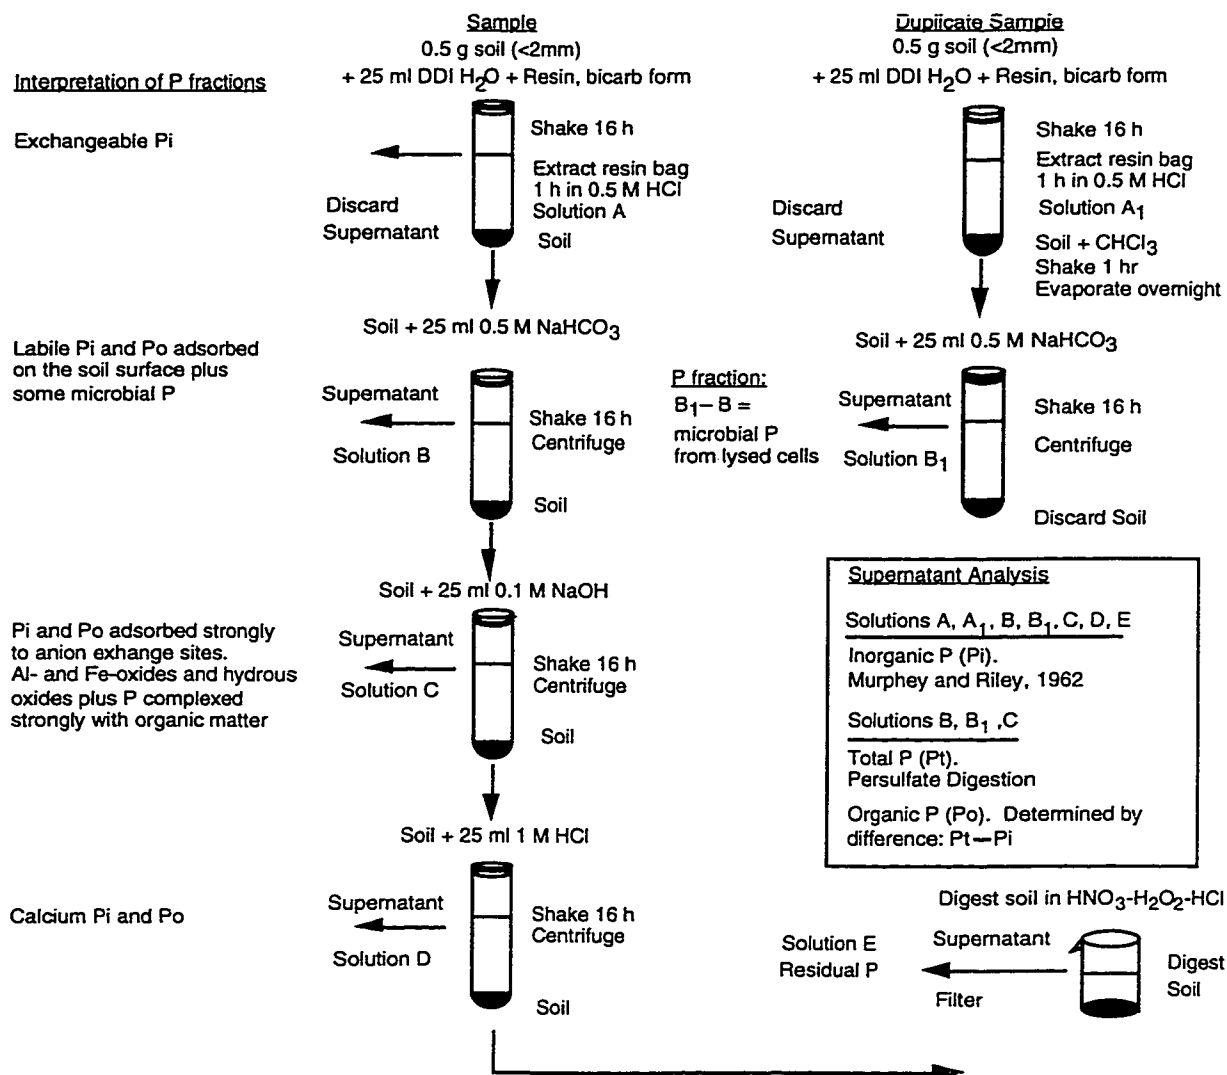 Sample
0.5 g soil (<2mm)
+ 25 ml DDI H2O + Resin, bicarb form
Duplicate Sample
0.5 g soil (<2mm)
+ 25 ml DDI H2O + Resin, bicarb form
Interpretation of P fractions
Exchangeable Pi
Shake 16 h
Extract resin bag
1 h in 0.5 M HCl
Solution A
Discard
Supernatant
Soil
Shake 16 h
Extract resin bag
1 h in 0.5 M HCl
Solution A1
Discard
Supernatant
Soil + CHCl3
Shake 1 hr
Evaporate overnight
Soil + 25 ml 0.5 M NaHCO3
Labile Pi and Po adsorbed
on the soil surface plus
some microbial P
Supernatant
Solution B
Shake 16 h
Centrifuge
Soil
Soil + 25 ml 0.5 M NaHCO3
P fraction:
B1– B =
microbial P
from lysed cells
Supernatant
Solution B1
Shake 16 h
Centrifuge
Discard Soil
Soil + 25 ml 0.1 M NaOH
Pi and Po adsorbed strongly
to anion exhange sites.
Al- and Fe-oxides and hydrous
oxides plus P complexed
strongly with organic matter
Supernatant
Solution C
Shake 16 h
Centrifuge
Soil
Supernatant Analysis
Solutions A, A1, B, B1, C, D, E
Inorganic P (Pi).
Murphey and Riley, 1962
Solutions B, B1 ,C
Total P (Pt).
Persulfate Digestion
Organic P (Po). Determined by
difference: Pt—Pi
Soil + 25 ml 1 M HCl
Calcium Pi and Po
Supernatant
Solution D
Shake 16 h
Centrifuge
Soil
Digest soil in HNO3-H2O2-HCl
Solution E
Residual P
Supernatant
Filter
Digest
Soil